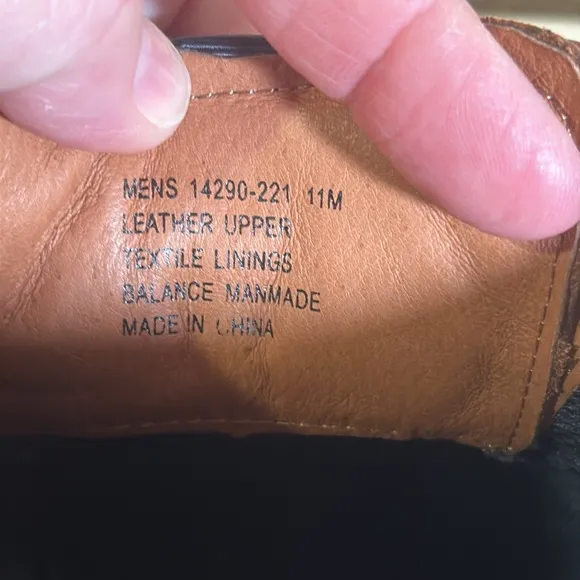 MENS 14290-221 11M
LEATHER UPPER
TEXTILE LININGS
BALANCE MANMADE
MADE IN CHINA